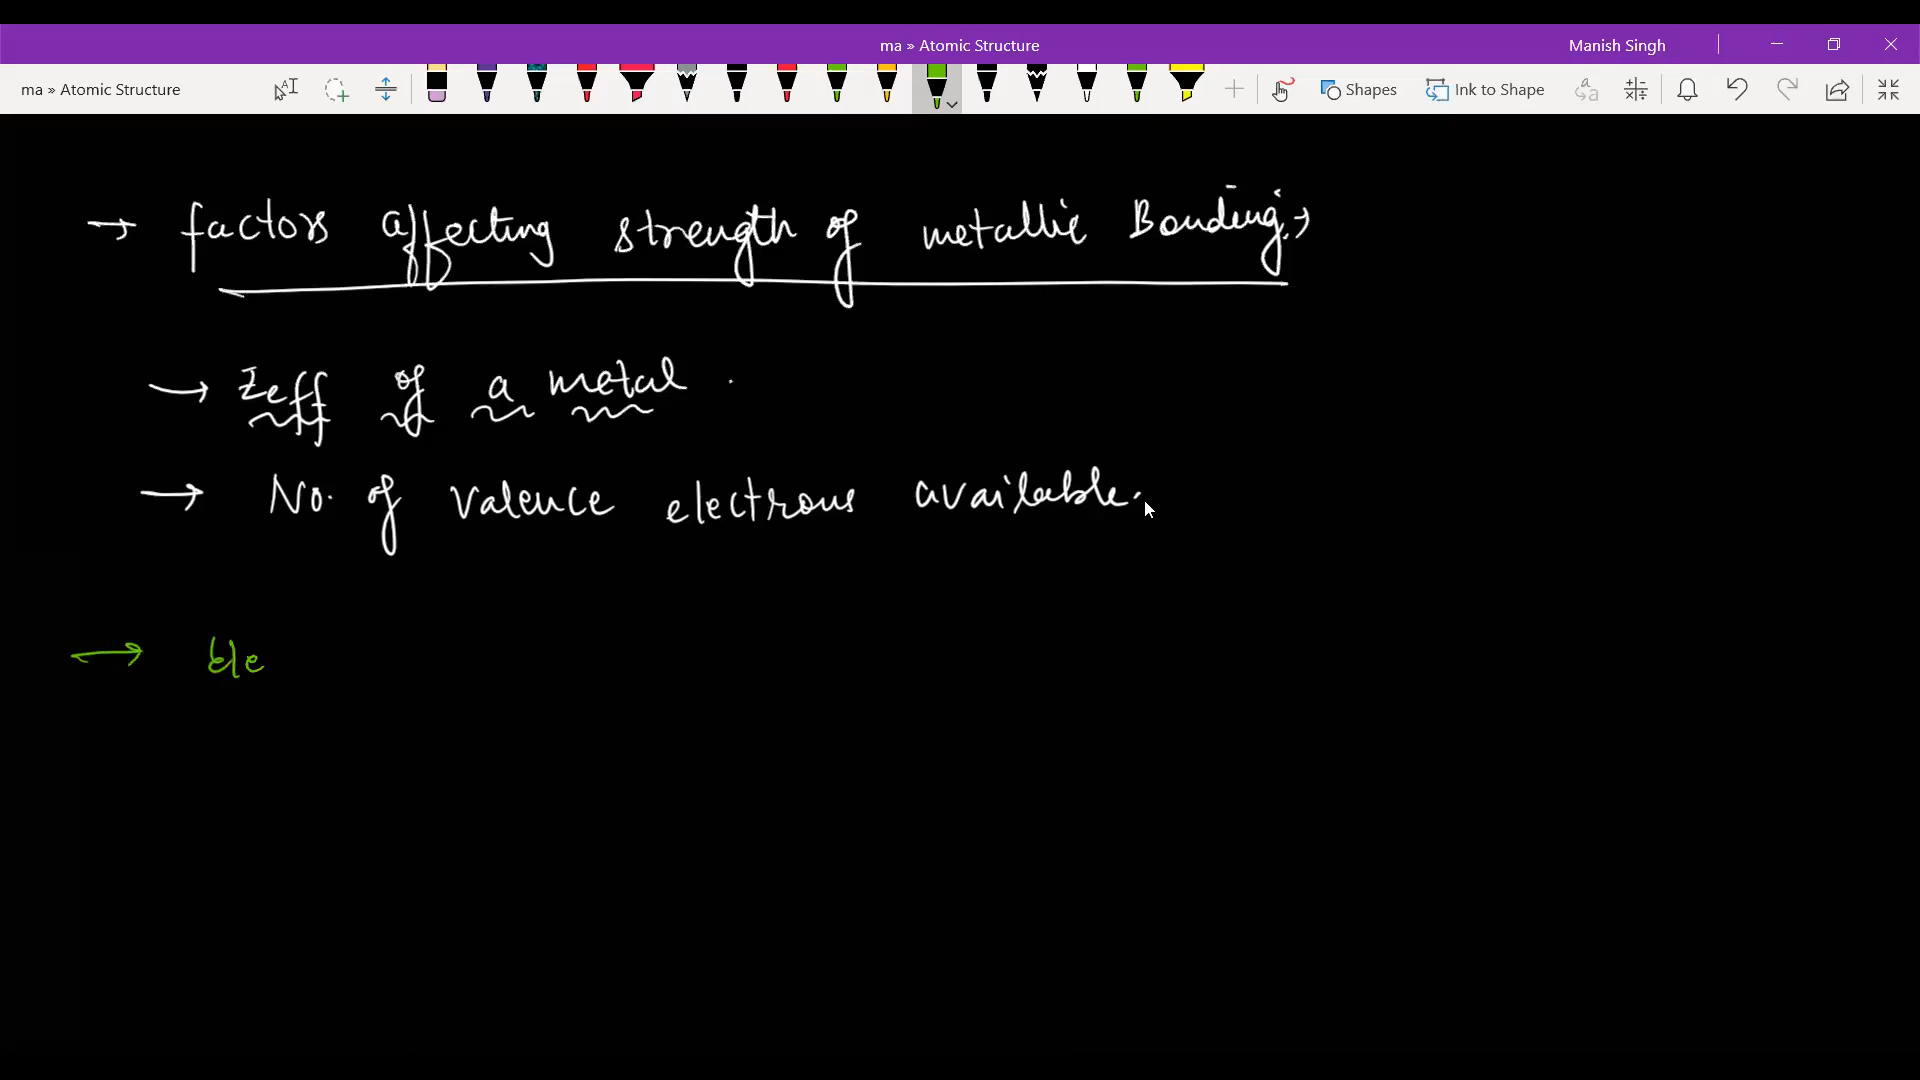 ma » Atomic Structure
Manish Singh
ma » Atomic Structure
Shapes
Ink to Shape
→ factors affecting strength of metallic Bonding →
→ Zeff of a metal .
→ No. of valence electrons available.
→